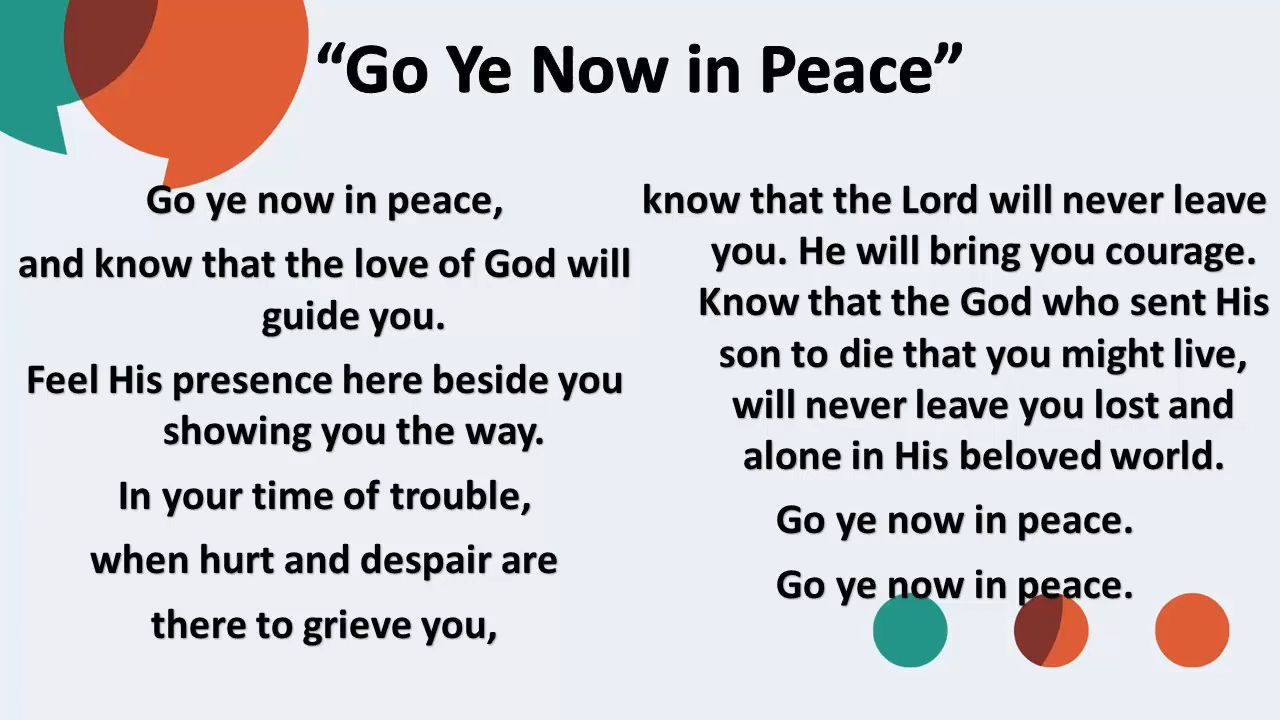 “Go Ye Now in Peace”
Go ye now in peace,
and know that the love of God will
guide you.
Feel His presence here beside you
showing you the way.
In your time of trouble,
when hurt and despair are
there to grieve you,
know that the Lord will never leave
you. He will bring you courage.
Know that the God who sent His
son to die that you might live,
will never leave you lost and
alone in His beloved world.
Go ye now in peace.
Go ye now in peace.